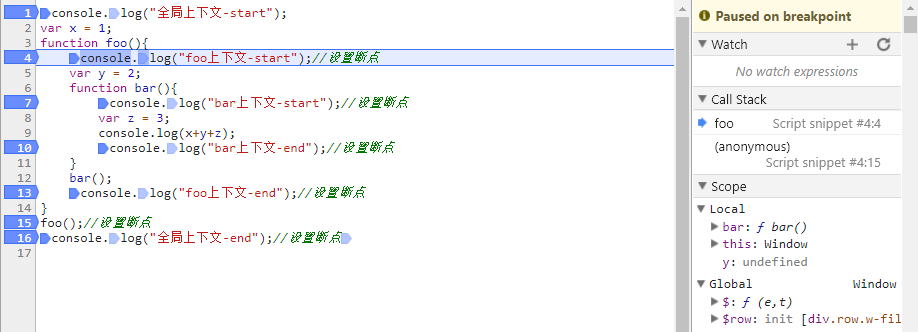 1 console.log("全局上下文-start");
2 var x = 1;
3 function foo(){
4 console.log("foo上下文-start");//设置断点
5 var y = 2;
6 function bar(){
7 console.log("bar上下文-start");//设置断点
8 var z = 3;
9 console.log(x+y+z);
10 console.log("bar上下文-end");//设置断点
11 }
12 bar();
13 console.log("foo上下文-end");//设置断点
14 }
15 foo();//设置断点
16 console.log("全局上下文-end");//设置断点
17
Paused on breakpoint
Watch
No watch expressions
Call Stack
foo Script snippet #4:4
(anonymous)
Script snippet #4:15
Scope
Local
bar: ƒ bar()
this: Window
y: undefined
Global Window
$: ƒ (e,t)
$row: init [div.row.w-fil